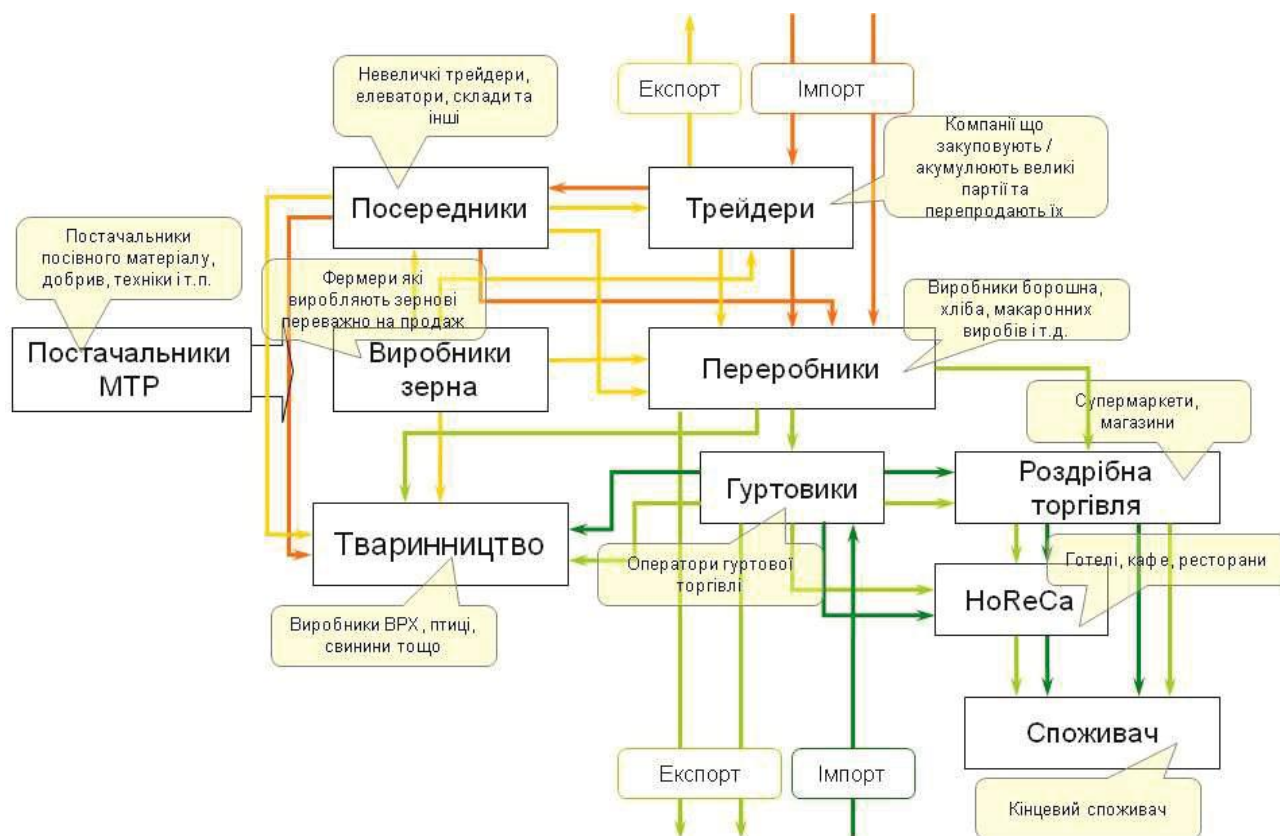 Невеличкі трейдери,
елеватори, склади та
інші
Експорт
Імпорт
Компанії що
закуповують /
акумулюють великі
партії та
перепродають їх
Посередники
Трейдери
Постачальники
посівного матеріалу,
добрив, техніки і т.п.
Фермери які
виробляють зернові
переважно на продаж
Виробники борошна,
хліба, макаронних
виробів і т.д.
Постачальники
МТР
Виробники
зерна
Переробники
Супермаркети,
магазини
Гуртовики
Роздрібна
торгівля
Тваринництво
Оператори гуртової
торгівлі
Готелі, кафе, ресторани
HoReCa
Виробники ВРХ, птиці,
свинини тощо
Споживач
Експорт
Імпорт
Кінцевий споживач